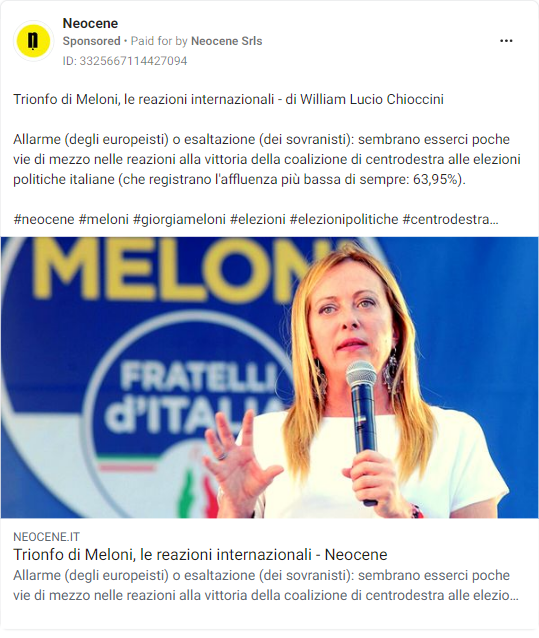 Neocene
Sponsored • Paid for by Neocene Srls
ID: 3325667114427094
Trionfo di Meloni, le reazioni internazionali - di William Lucio Chioccini
Allarme (degli europeisti) o esaltazione (dei sovranisti): sembrano esserci poche
vie di mezzo nelle reazioni alla vittoria della coalizione di centrodestra alle elezioni
politiche italiane (che registrano l'affluenza più bassa di sempre: 63,95%).
#neocene #meloni #giorgiameloni #elezioni #elezionipolitiche #centrodestra...
MELONI
FRATELLI
d'ITALIA
NEOCENE.IT
Trionfo di Meloni, le reazioni internazionali - Neocene
Allarme (degli europeisti) o esaltazione (dei sovranisti): sembrano esserci poche
vie di mezzo nelle reazioni alla vittoria della coalizione di centrodestra alle elezio...